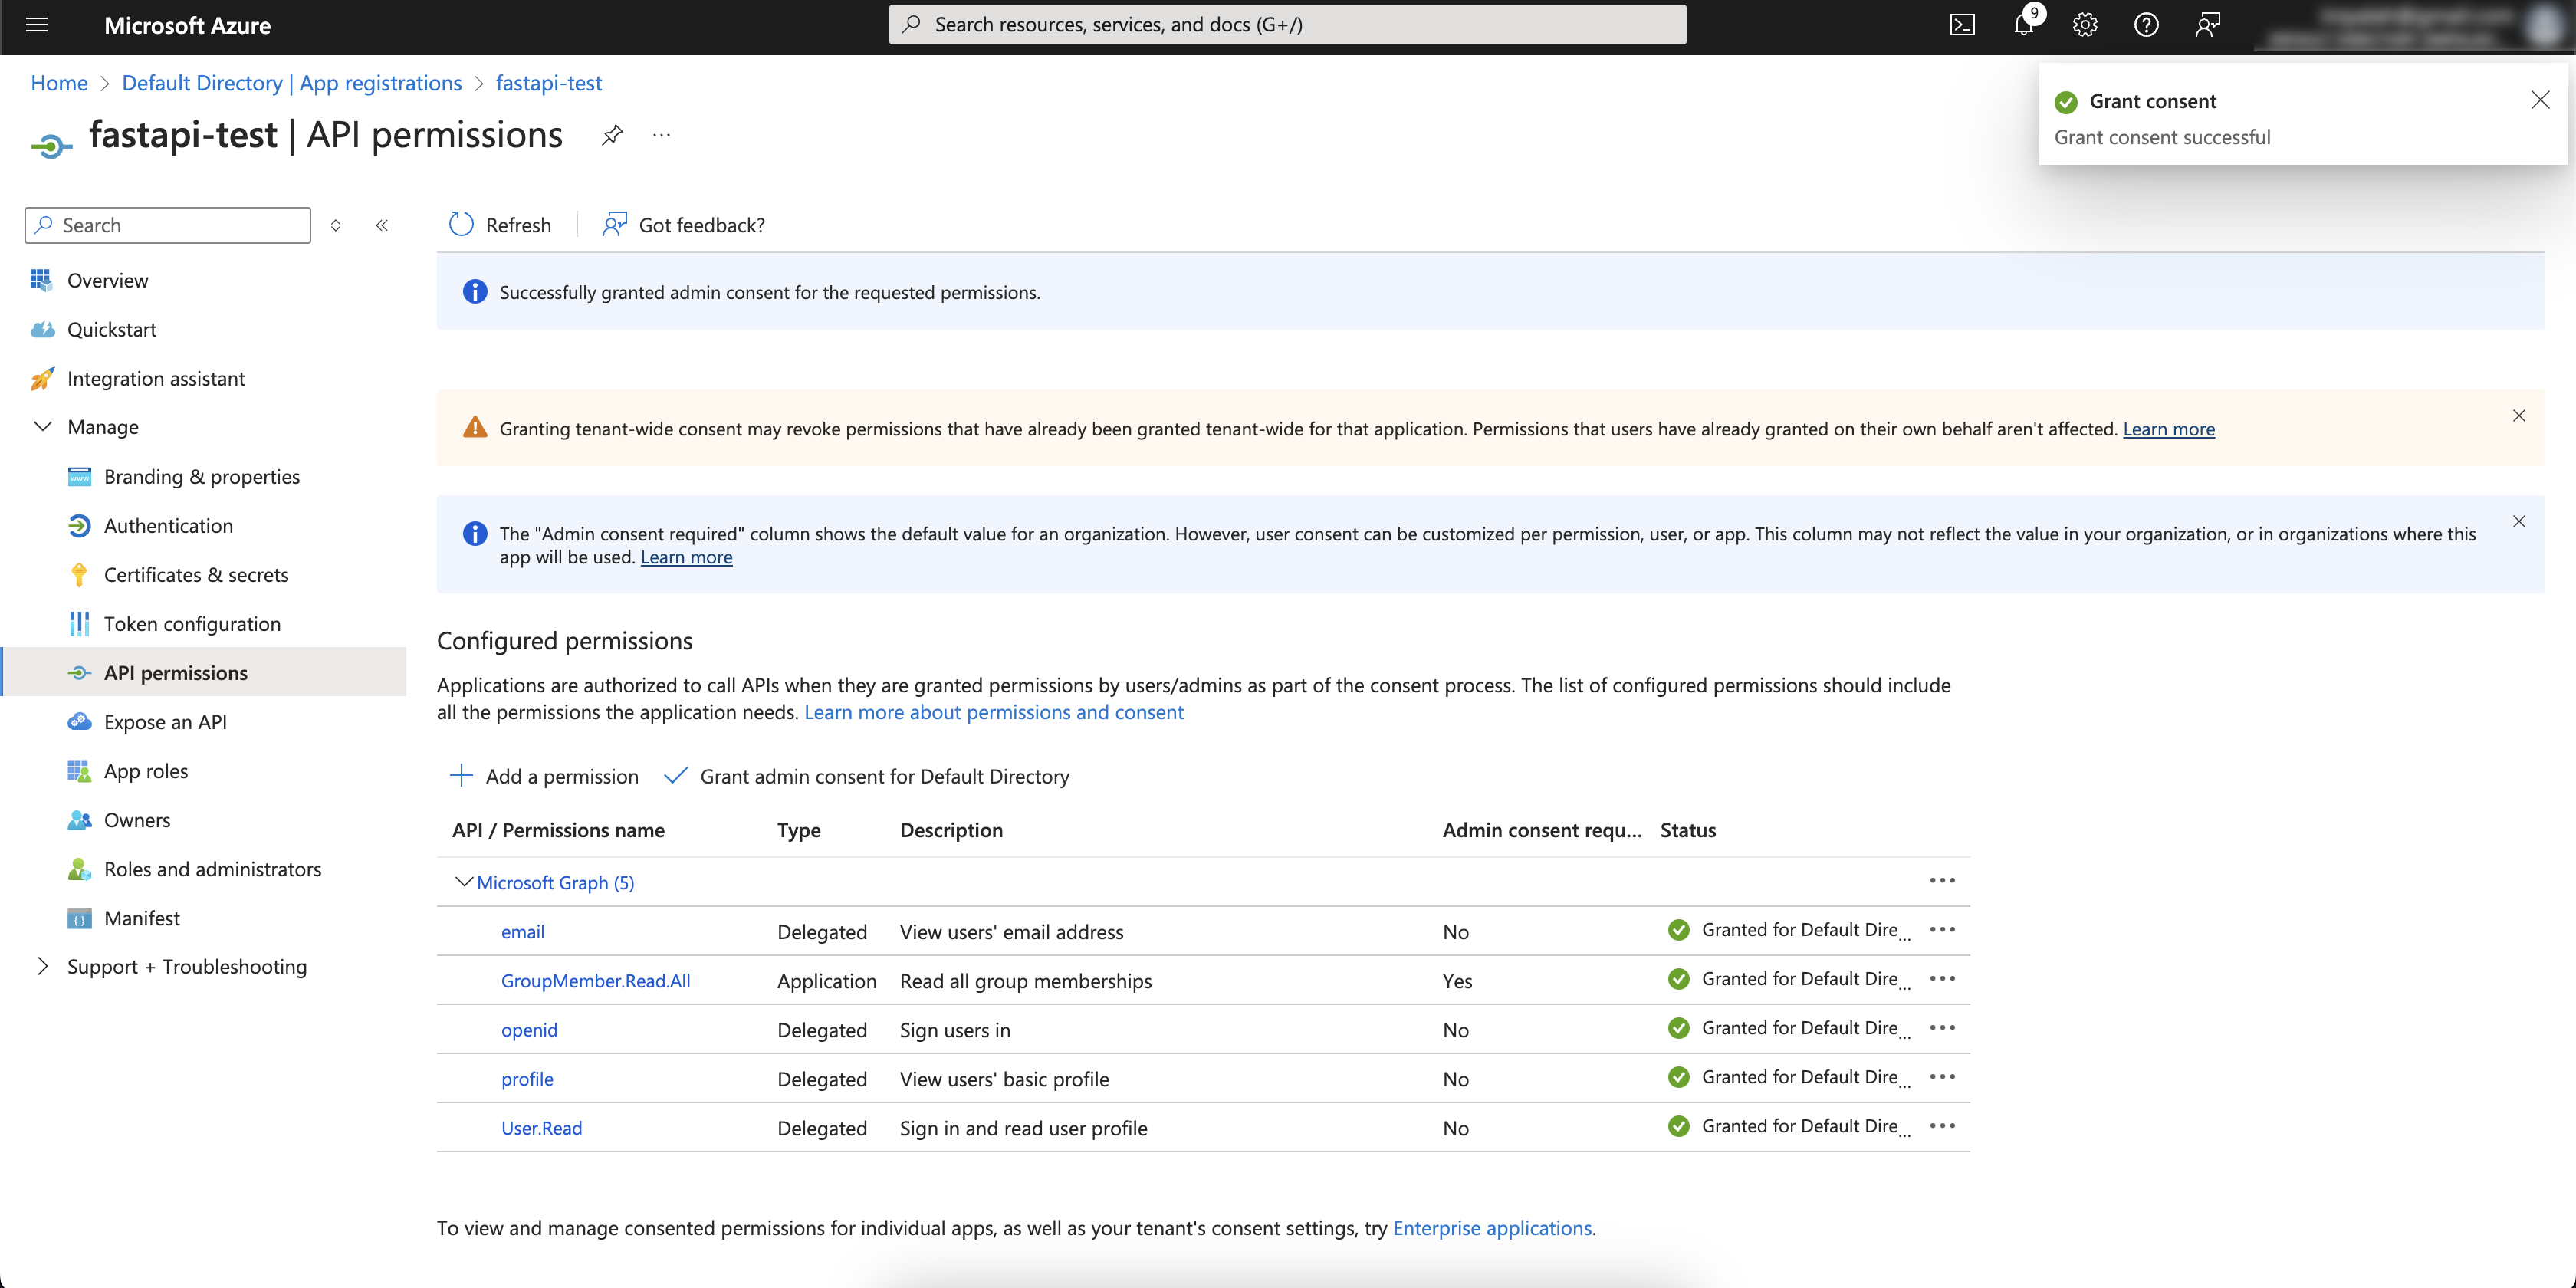 Microsoft Azure
Search resources, services, and docs (G+/)
9
Home > Default Directory | App registrations > fastapi-test
fastapi-test | API permissions
Grant consent
Grant consent successful
Search
Refresh
Got feedback?
Overview
Quickstart
Integration assistant
Manage
Branding & properties
Authentication
Certificates & secrets
Token configuration
API permissions
Expose an API
App roles
Owners
Roles and administrators
Manifest
Support + Troubleshooting
Successfully granted admin consent for the requested permissions.
Granting tenant-wide consent may revoke permissions that have already been granted tenant-wide for that application. Permissions that users have already granted on their own behalf aren't affected. Learn more
The "Admin consent required" column shows the default value for an organization. However, user consent can be customized per permission, user, or app. This column may not reflect the value in your organization, or in organizations where this
app will be used. Learn more
Configured permissions
Applications are authorized to call APIs when they are granted permissions by users/admins as part of the consent process. The list of configured permissions should include
all the permissions the application needs. Learn more about permissions and consent
Add a permission Grant admin consent for Default Directory
API / Permissions name Type Description Admin consent requ... Status
Microsoft Graph (5)
email Delegated View users' email address No Granted for Default Dire...
GroupMember.Read.All Application Read all group memberships Yes Granted for Default Dire...
openid Delegated Sign users in No Granted for Default Dire...
profile Delegated View users' basic profile No Granted for Default Dire...
User.Read Delegated Sign in and read user profile No Granted for Default Dire...
To view and manage consented permissions for individual apps, as well as your tenant's consent settings, try Enterprise applications.